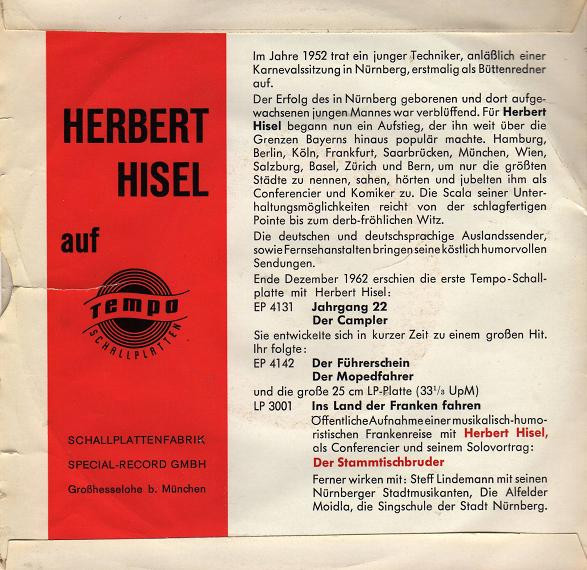 HERBERT
HISEL
auf
Tempo
SCHALLPLATTEN
SCHALLPLATTENFABRIK
SPECIAL-RECORD GMBH
Großhesselohe b. München
Im Jahre 1952 trat ein junger Techniker, anläßlich einer
Karnevalssitzung in Nürnberg, erstmalig als Büttenredner
auf.
Der Erfolg des in Nürnberg geborenen und dort aufge-
wachsenen jungen Mannes war verblüffend. Für Herbert
Hisel begann nun ein Aufstieg, der ihn weit über die
Grenzen Bayerns hinaus populär machte. Hamburg,
Berlin, Köln, Frankfurt, Saarbrücken, München, Wien,
Salzburg, Basel, Zürich und Bern, um nur die größten
Städte zu nennen, sahen, hörten und jubelten ihm als
Conferencier und Komiker zu. Die Scala seiner Unter-
haltungsmöglichkeiten reicht von der schlagfertigen
Pointe bis zum derb-fröhlichen Witz.
Die deutschen und deutschsprachige Auslandssender,
sowie Fernsehanstalten bringen seine köstlich humorvollen
Sendungen.
Ende Dezember 1962 erschien die erste Tempo-Schall-
platte mit Herbert Hisel:
EP 4131 Jahrgang 22
Der Campler
Sie entwickelte sich in kurzer Zeit zu einem großen Hit.
Ihr folgte:
EP 4142 Der Führerschein
Der Mopedfahrer
und die große 25 cm LP-Platte (33⅓ UpM)
LP 3001 Ins Land der Franken fahren
Öffentliche Aufnahme einer musikalisch-humo-
ristischen Frankenreise mit Herbert Hisel,
als Conferencier und seinem Solovortrag:
Der Stammtischbruder
Ferner wirken mit: Steff Lindemann mit seinen
Nürnberger Stadtmusikanten, Die Alfelder
Moidla, die Singschule der Stadt Nürnberg.